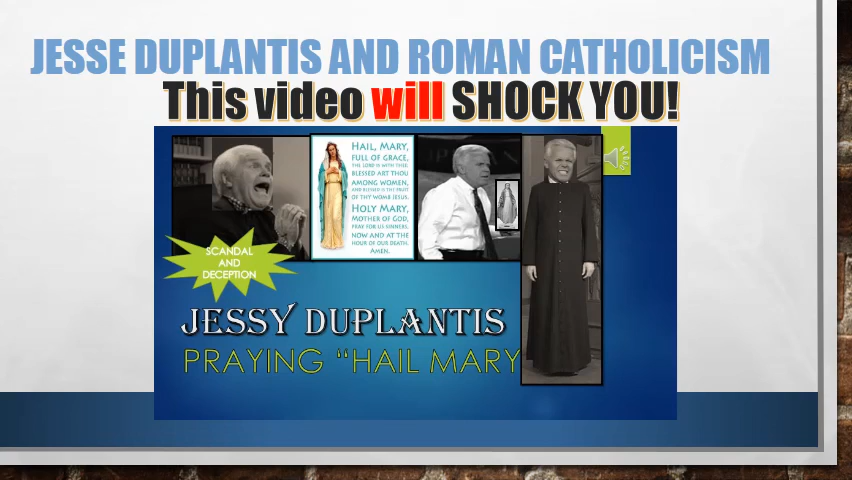 JESSE DUPLANTIS AND ROMAN CATHOLICISM
This video will SHOCK YOU!
HAIL, MARY,
FULL OF GRACE,
THE LORD IS WITH THEE.
BLESSED ART THOU
AMONG WOMEN,
AND BLESSED IS THE FRUIT
OF THY WOMB JESUS.
HOLY MARY,
MOTHER OF GOD,
PRAY FOR US SINNERS,
NOW AND AT THE
HOUR OF OUR DEATH.
AMEN.
SCANDAL
AND
DECEPTION
JESSY DUPLANTIS
PRAYING “HAIL MARY